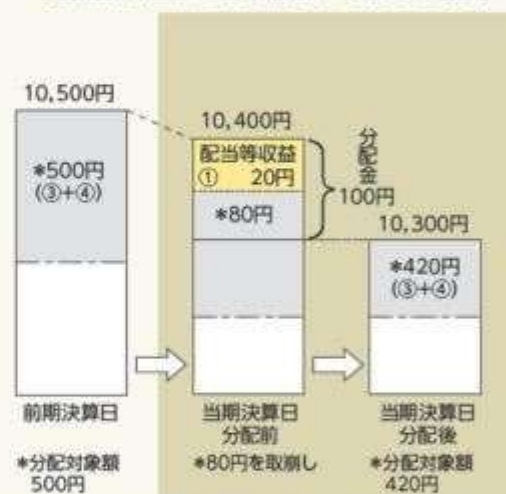 10,500円
*500円
(③+④)
10,400円
配当等収益
① 20円
*80円
分配金
100円
10,300円
*420円
(③+④)
前期決算日
当期決算日
分配前
当期決算日
分配後
*分配対象額
500円
*80円を取崩し
*分配対象額
420円